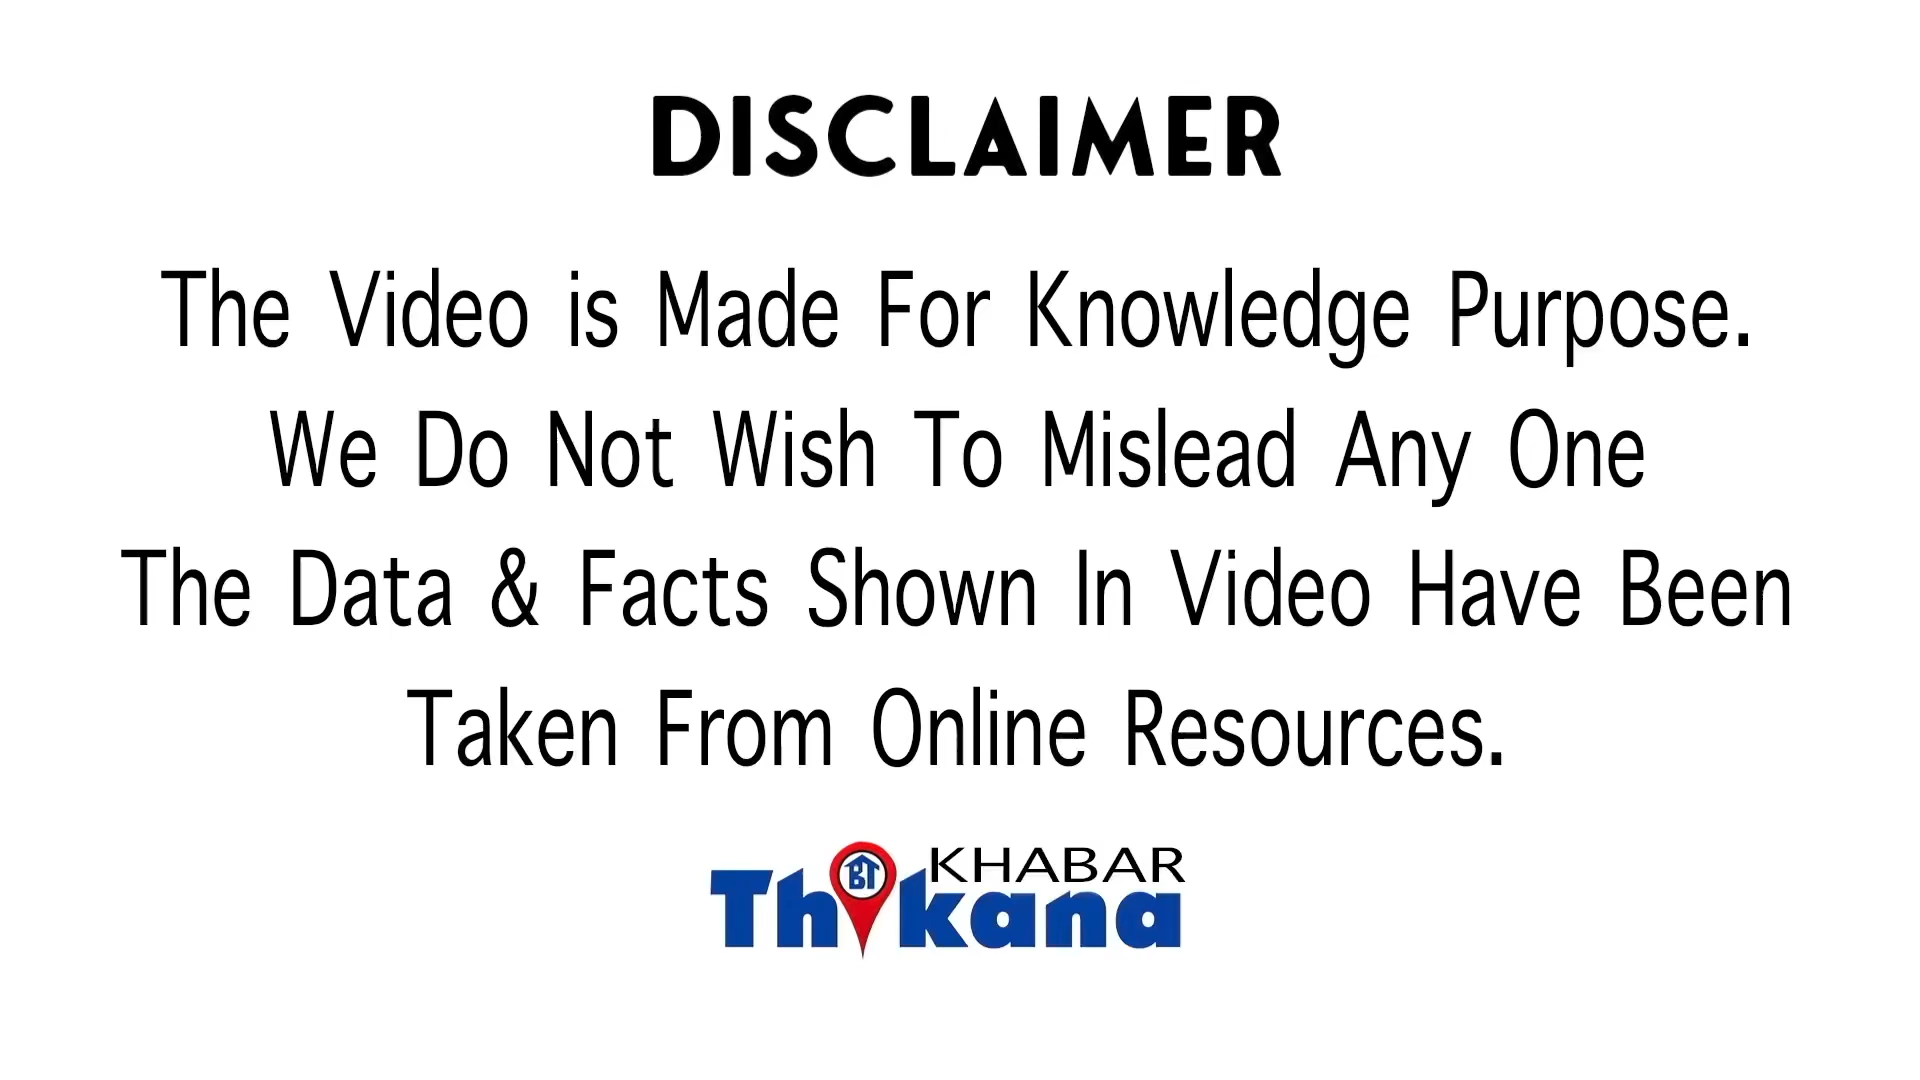 DISCLAIMER
The Video is Made For Knowledge Purpose.
We Do Not Wish To Mislead Any One
The Data & Facts Shown In Video Have Been
Taken From Online Resources.
KHABAR
BT
Thikana